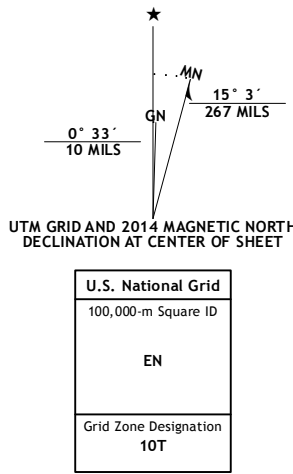 MN
15° 3´
267 MILS
GN
0° 33´
10 MILS
UTM GRID AND 2014 MAGNETIC NORTH
DECLINATION AT CENTER OF SHEET
U.S. National Grid
100,000-m Square ID
EN
Grid Zone Designation
10T